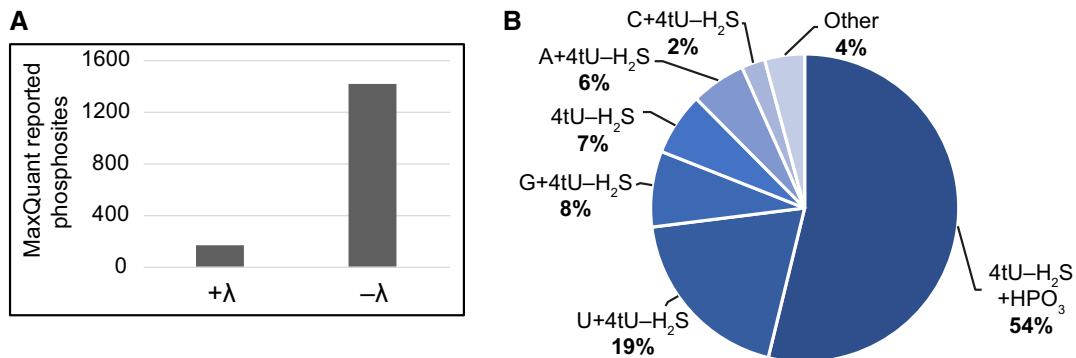 A
MaxQuant reported
phosphosites
1600
1200
800
400
0
+λ
–λ
B
C+4tU–H₂S
2%
Other
4%
A+4tU–H₂S
6%
4tU–H₂S
7%
G+4tU–H₂S
8%
U+4tU–H₂S
19%
4tU–H₂S
+HPO₃
54%